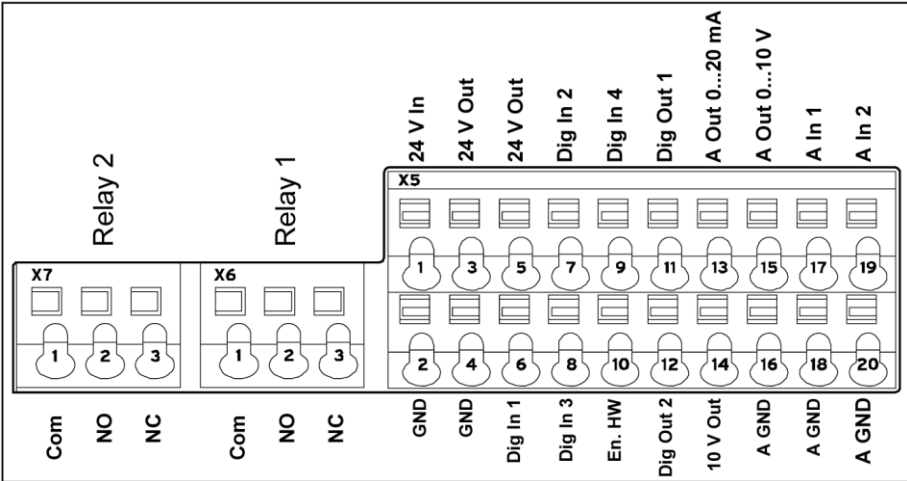 24 V In
24 V Out
24 V Out
Dig In 2
Dig In 4
Dig Out 1
A Out 0...20 mA
A Out 0...10 V
A In 1
A In 2
Relay 2
Relay 1
X5
1 3 5 7 9 11 13 15 17 19
X7
X6
1 2 3
1 2 3
2 4 6 8 10 12 14 16 18 20
Com
NO
NC
Com
NO
NC
GND
GND
Dig In 1
Dig In 3
En. HW
Dig Out 2
10 V Out
A GND
A GND
A GND